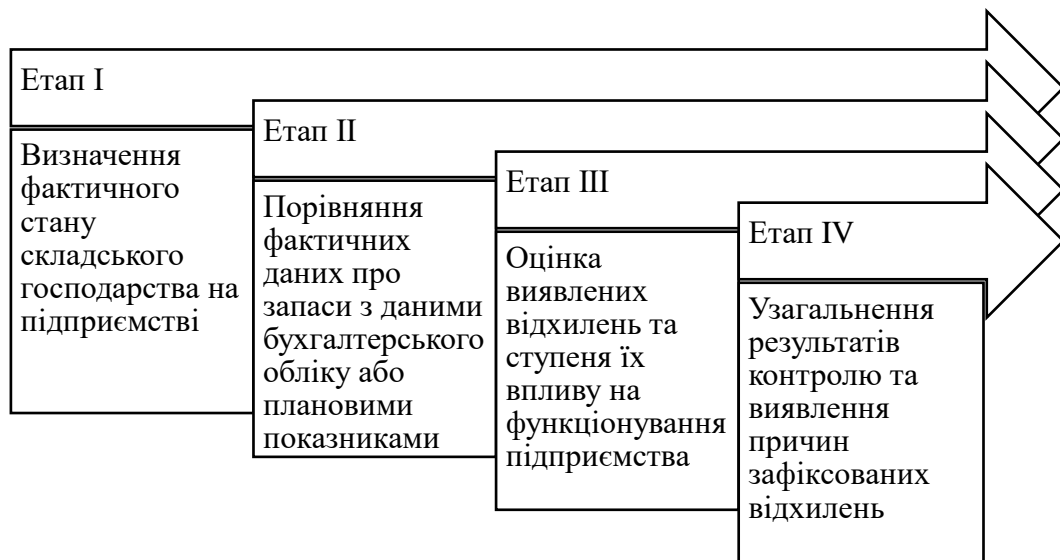 Етап І
Визначення
фактичного
стану
складського
господарства на
підприємстві
Етап ІІ
Порівняння
фактичних
даних про
запаси з даними
бухгалтерського
обліку або
плановими
показниками
Етап ІІІ
Оцінка
виявлених
відхилень та
ступеня їх
впливу на
функціонування
підприємства
Етап IV
Узагальнення
результатів
контролю та
виявлення
причин
зафіксованих
відхилень